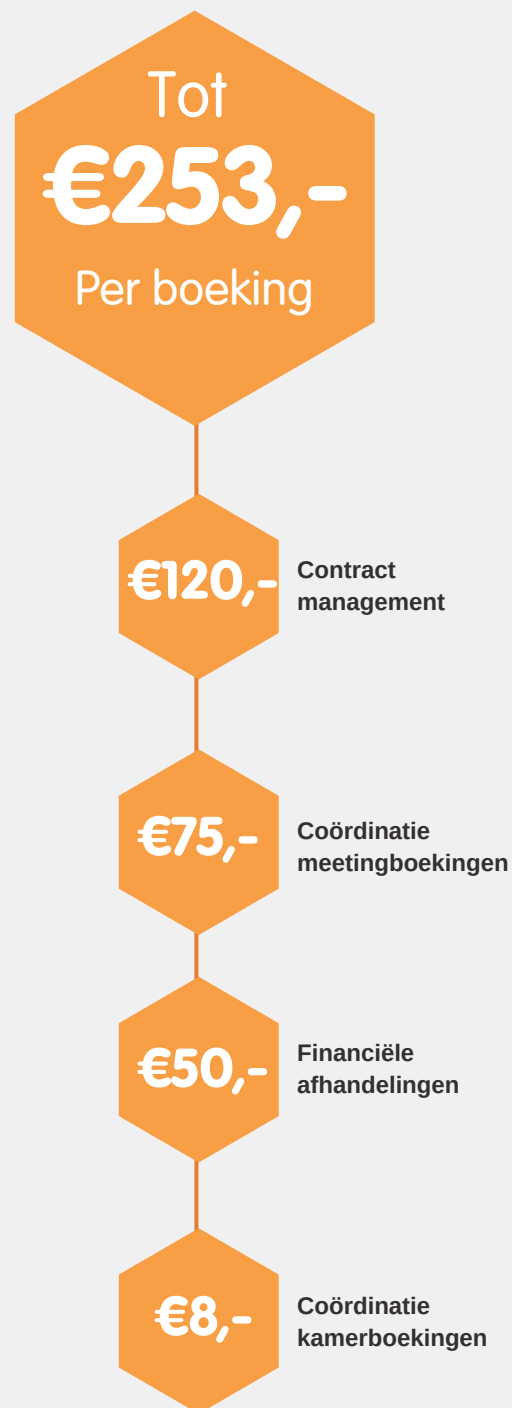 Tot
€253,-
Per boeking
€120,-
Contract
management
€75,-
Coördinatie
meetingboekingen
€50,-
Financiële
afhandelingen
€8,-
Coördinatie
kamerboekingen